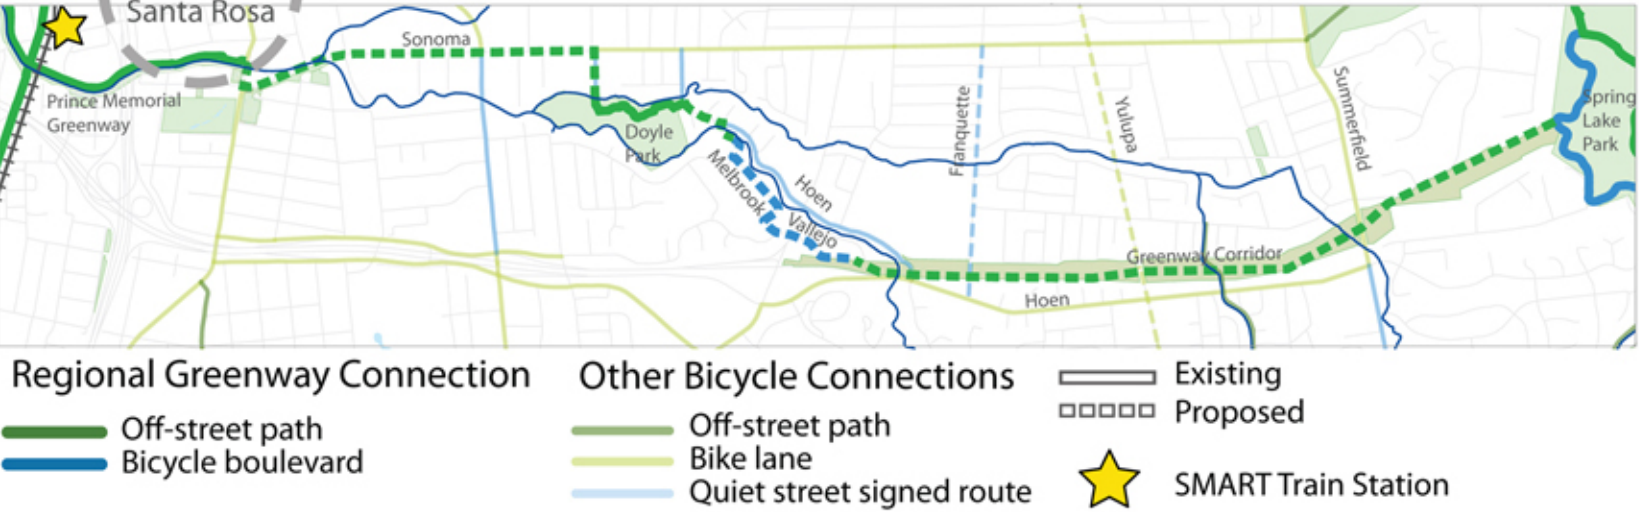 Santa Rosa
Sonoma
Prince Memorial
Greenway
Doyle
Park
Melbrook
Hoen
Vallejo
Franquette
Yulupa
Summerfield
Spring
Lake
Park
Greenway Corridor
Hoen
Regional Greenway Connection
Off-street path
Bicycle boulevard
Other Bicycle Connections
Off-street path
Bike lane
Quiet street signed route
Existing
Proposed
SMART Train Station